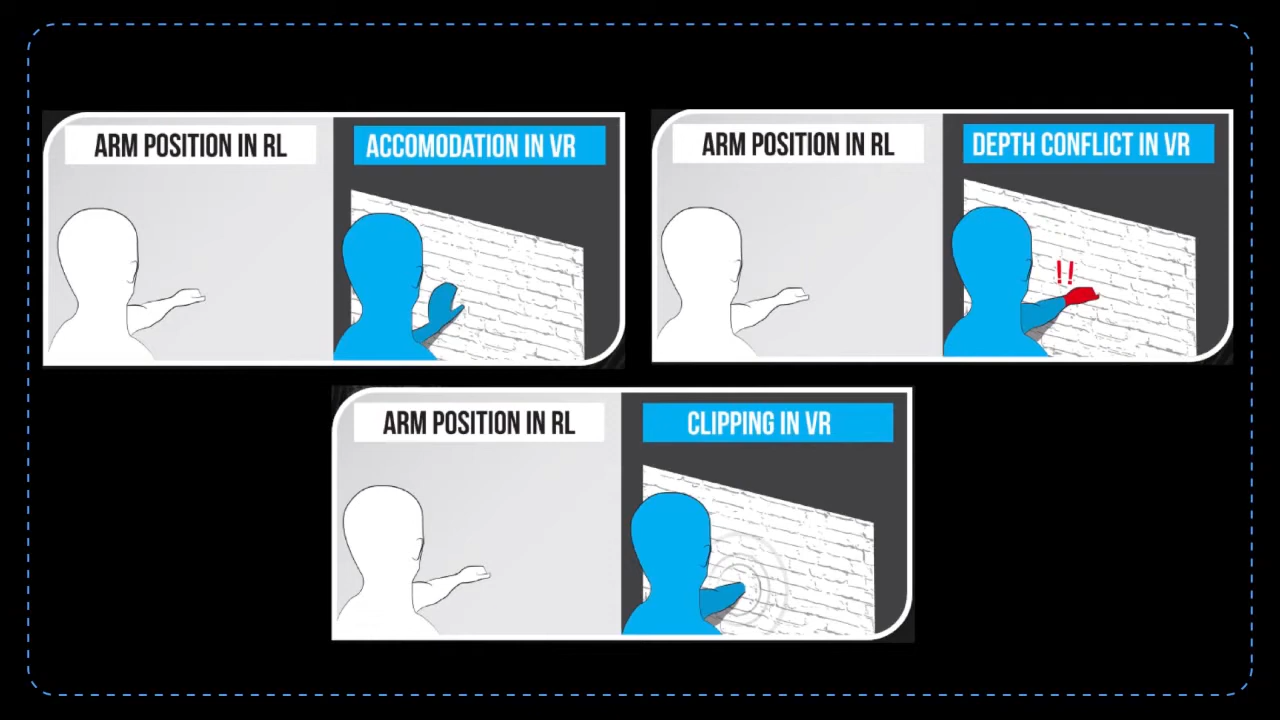 ARM POSITION IN RL
ACCOMODATION IN VR
ARM POSITION IN RL
DEPTH CONFLICT IN VR
!!
ARM POSITION IN RL
CLIPPING IN VR